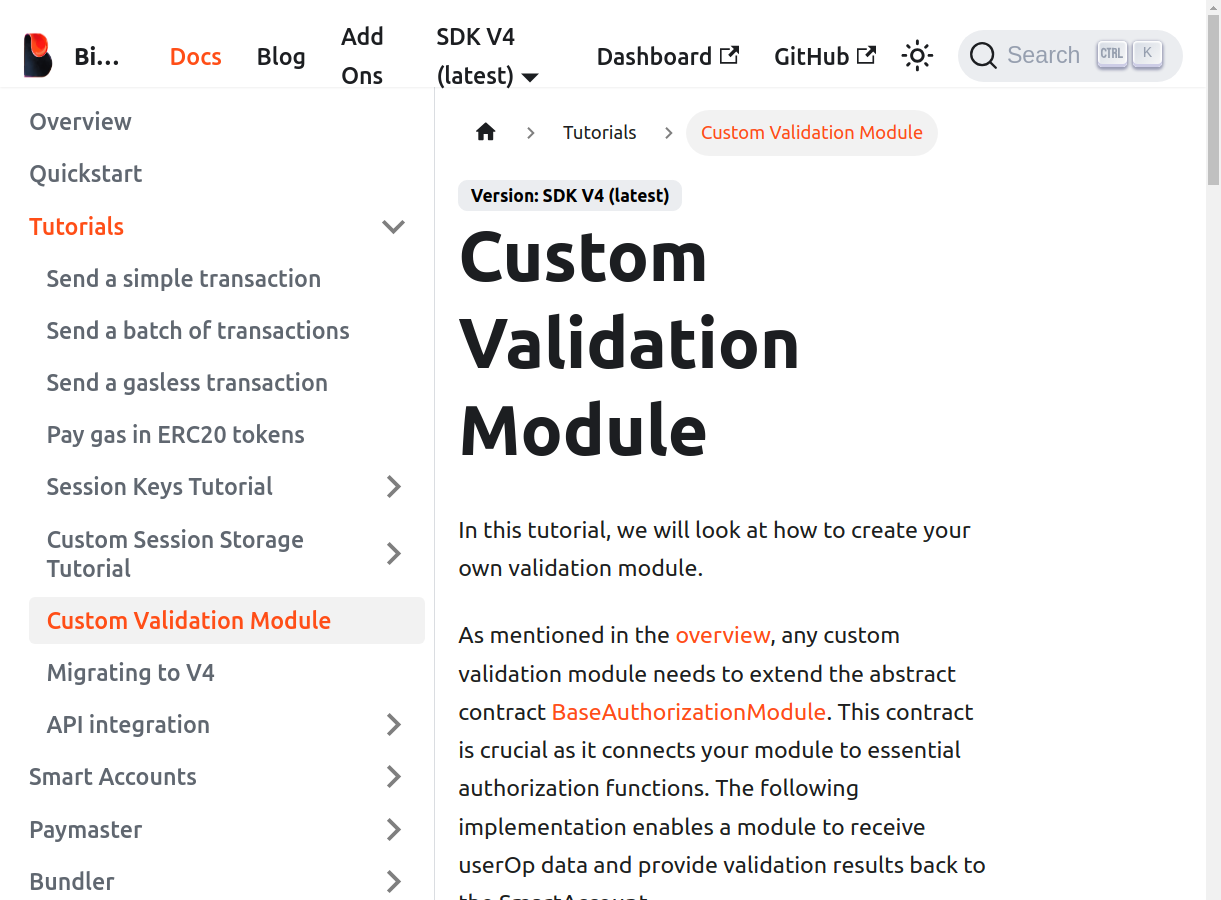 Bi...
Docs
Blog
Add
Ons
SDK V4
(latest)
Dashboard
GitHub
Search
CTRL
K
Overview
Quickstart
Tutorials
Send a simple transaction
Send a batch of transactions
Send a gasless transaction
Pay gas in ERC20 tokens
Session Keys Tutorial
Custom Session Storage
Tutorial
Custom Validation Module
Migrating to V4
API integration
Smart Accounts
Paymaster
Bundler
Tutorials
Custom Validation Module
Version: SDK V4 (latest)
Custom
Validation
Module
In this tutorial, we will look at how to create your
own validation module.
As mentioned in the overview, any custom
validation module needs to extend the abstract
contract BaseAuthorizationModule. This contract
is crucial as it connects your module to essential
authorization functions. The following
implementation enables a module to receive
userOp data and provide validation results back to
the SmartAccount.